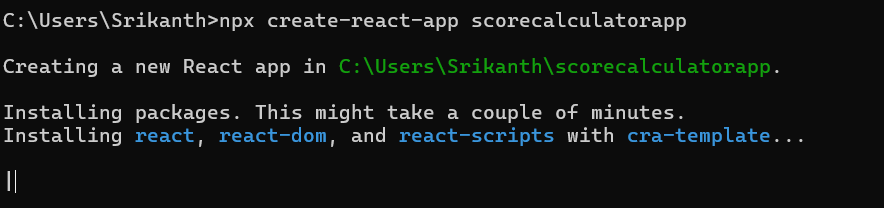 C:\Users\Srikanth>npx create-react-app scorecalculatorapp
Creating a new React app in C:\Users\Srikanth\scorecalculatorapp.
Installing packages. This might take a couple of minutes.
Installing react, react-dom, and react-scripts with cra-template...
|